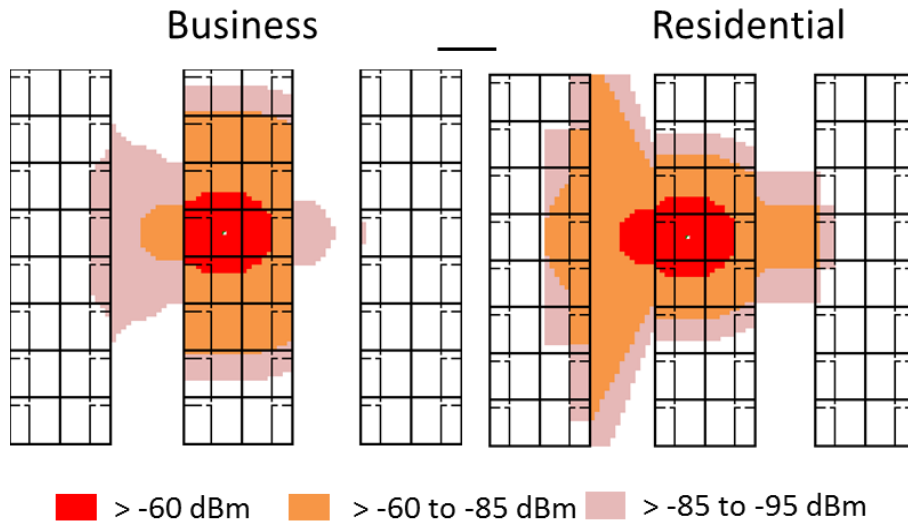 Business
Residential
> -60 dBm
> -60 to -85 dBm
> -85 to -95 dBm